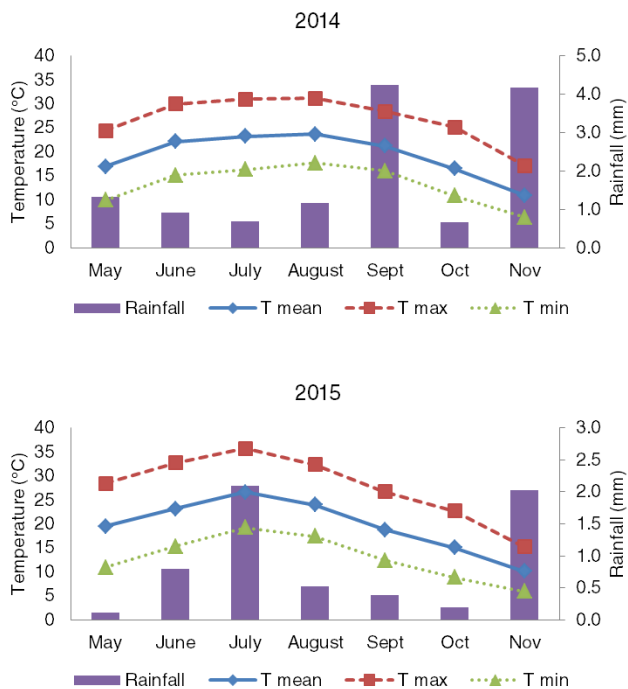 2014
40 5.0
35
30 4.0
25
3.0
20
15 2.0
10
1.0
5
0 0.0
Temperature (°C)
Rainfall (mm)
May June July August Sept Oct Nov
Rainfall T mean T max T min
2015
40 3.0
35 2.5
30
25 2.0
20 1.5
15
1.0
10
5 0.5
0 0.0
Temperature (°C)
Rainfall (mm)
May June July August Sept Oct Nov
Rainfall T mean T max T min